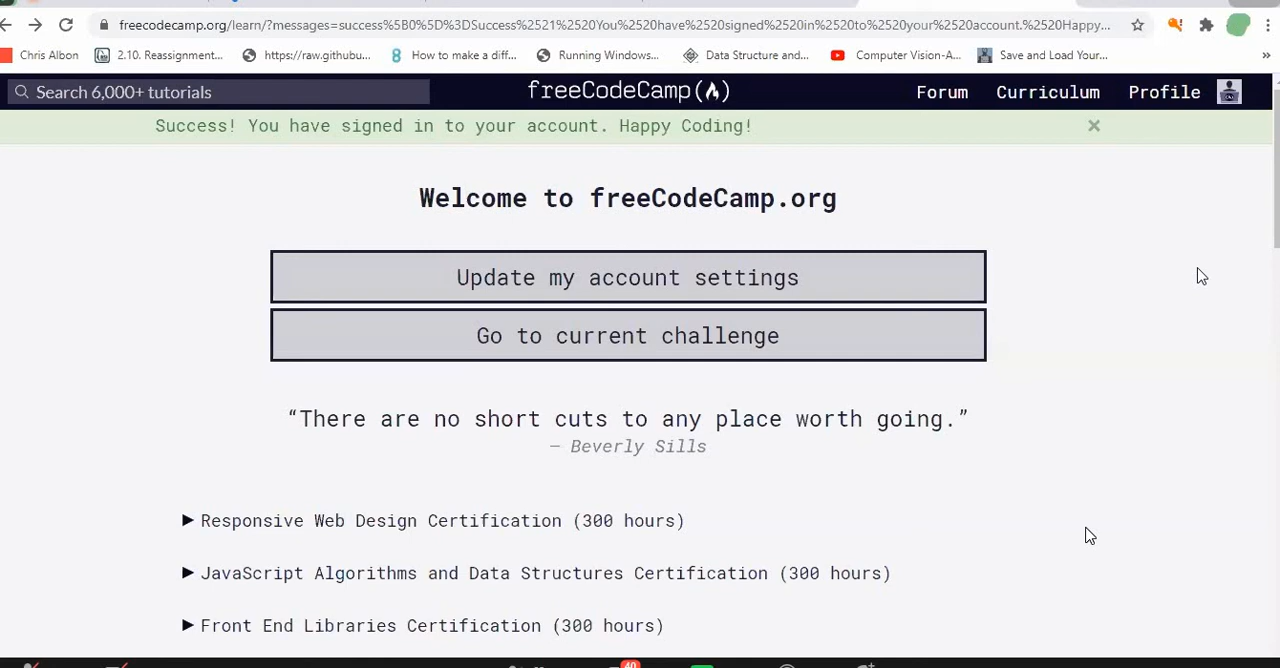 freecodecamp.org/learn/?messages=success%5B0%5D%3DSuccess%2521%2520You%2520have%2520signed%2520in%2520to%2520your%2520account.%2520Happy...
Chris Albon 2.10. Reassignment... https://raw.githubu... How to make a diff... Running Windows... Data Structure and... Computer Vision-A... Save and Load Your... »
Search 6,000+ tutorials freeCodeCamp Forum Curriculum Profile
Success! You have signed in to your account. Happy Coding!
Welcome to freeCodeCamp.org
Update my account settings
Go to current challenge
“There are no short cuts to any place worth going.”
— Beverly Sills
Responsive Web Design Certification (300 hours)
JavaScript Algorithms and Data Structures Certification (300 hours)
Front End Libraries Certification (300 hours)
40